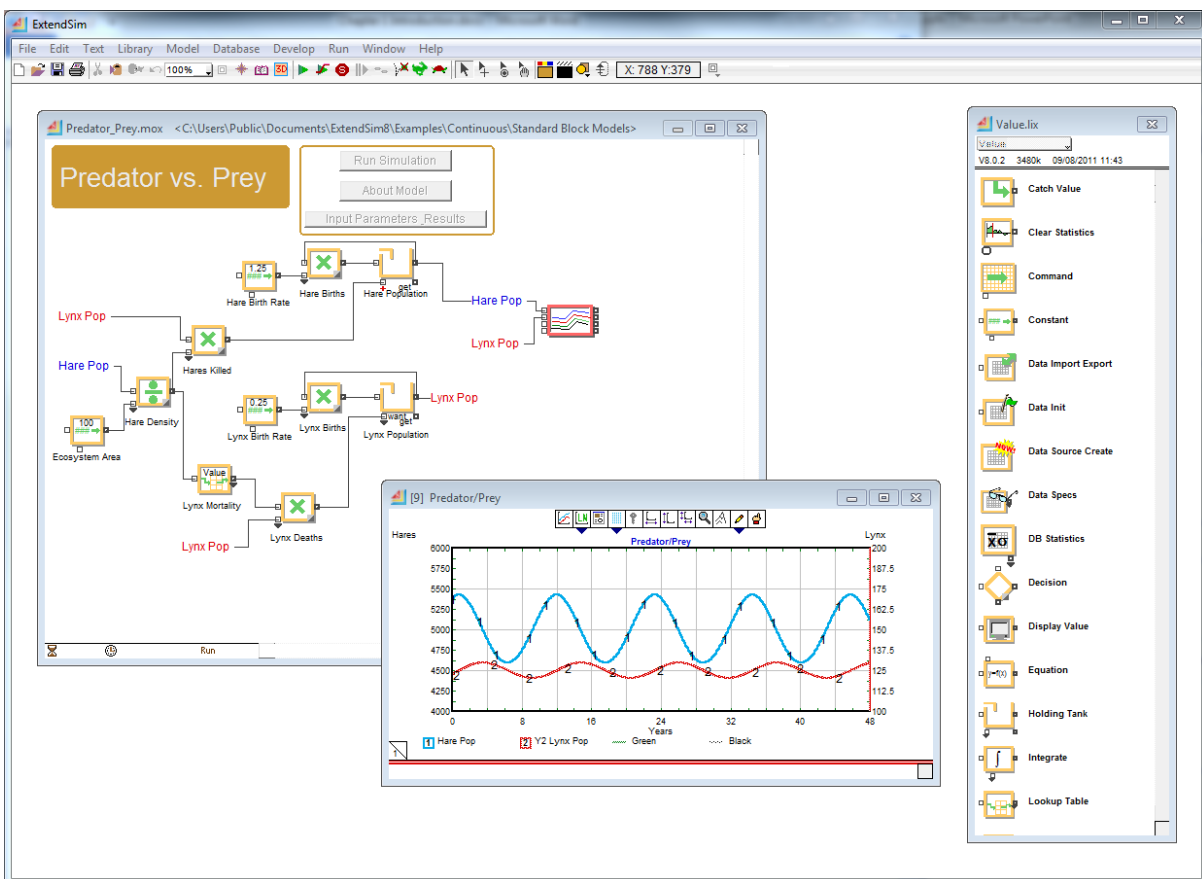 ExtendSim
File Edit Text Library Model Database Develop Run Window Help
100% 3D X: 788 Y:379
Predator_Prey.mox <C:\Users\Public\Documents\ExtendSim8\Examples\Continuous\Standard Block Models>
Predator vs. Prey
Run Simulation
About Model
Input Parameters_Results
1.25
Hare Birth Rate
Hare Births
get
Hare Population
Hare Pop
Lynx Pop
Lynx Pop
Hares Killed
Hare Pop
Hare Density
100
Ecosystem Area
0.25
Lynx Birth Rate
Lynx Births
want
get
Lynx Population
Lynx Pop
Value
Lynx Mortality
Lynx Deaths
Lynx Pop
Run
[9] Predator/Prey
LN
Hares
Predator/Prey
Lynx
6000
5750
5500
5250
5000
4750
4500
4250
4000
200
187.5
175
162.5
150
137.5
125
112.5
100
0 8 16 24 32 40 48
Years
1 Hare Pop 2 Y2 Lynx Pop Green Black
1
Value.lix
Value
V8.0.2 3480k 09/08/2011 11:43
Catch Value
Clear Statistics
Command
Constant
Data Import Export
Data Init
NEW!
Data Source Create
Data Specs
DB Statistics
Decision
Display Value
y=f(x)
Equation
Holding Tank
Integrate
Lookup Table